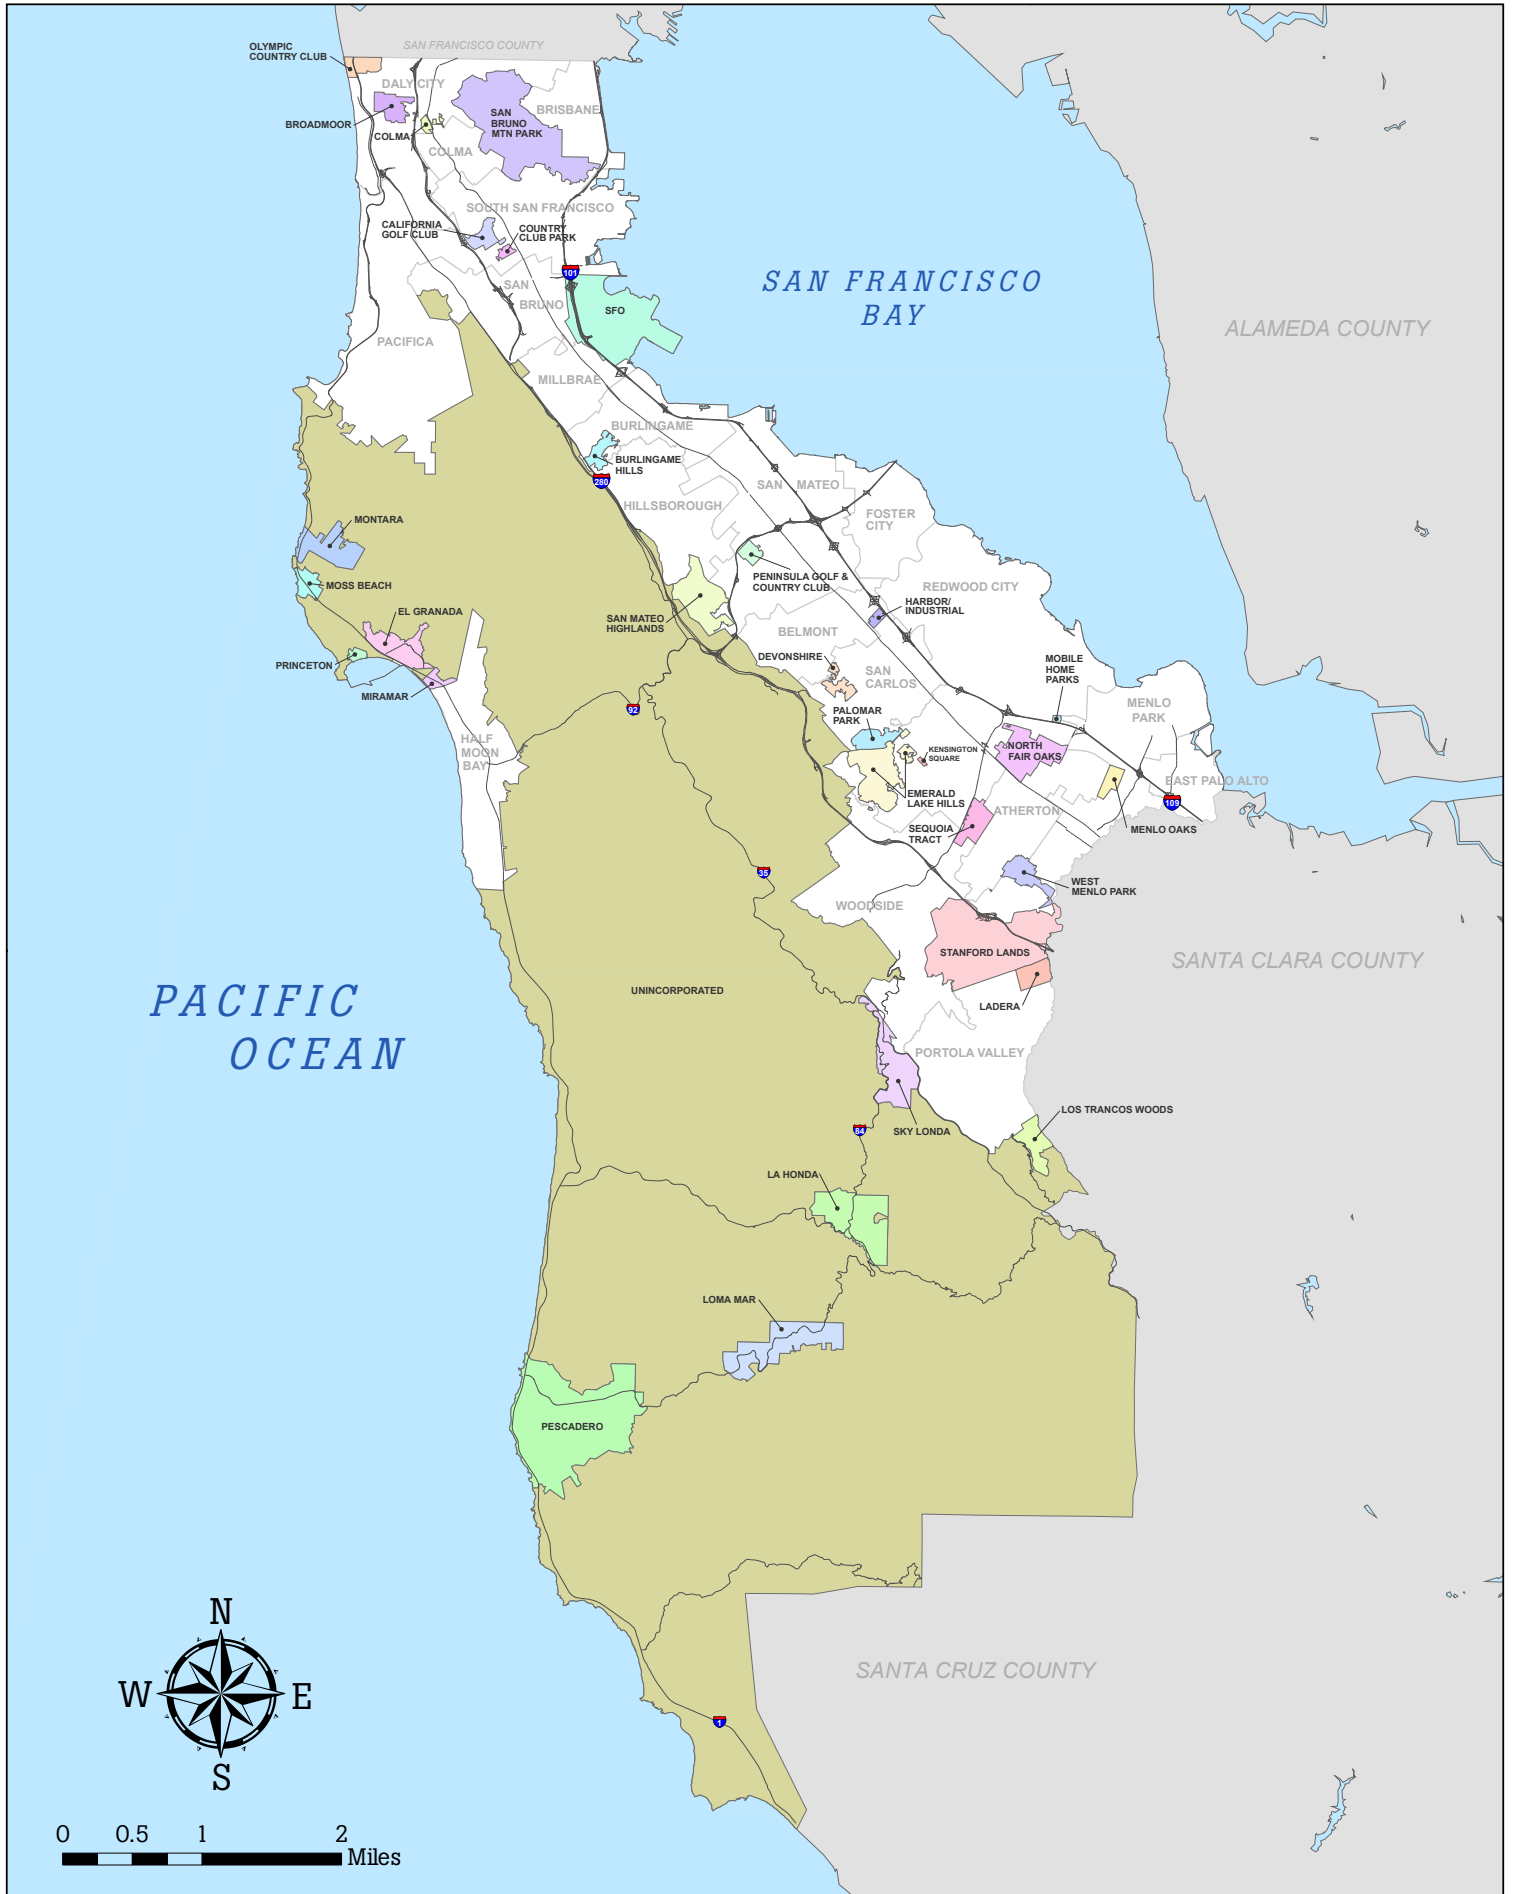 OLYMPIC
COUNTRY CLUB
SAN FRANCISCO COUNTY
DALY CITY
BROADMOOR
COLMA
COLMA
SAN
BRUNO
MTN PARK
BRISBANE
SOUTH SAN FRANCISCO
CALIFORNIA
GOLF CLUB
COUNTRY
CLUB PARK
101
SAN
BRUNO
SFO
SAN FRANCISCO
BAY
ALAMEDA COUNTY
PACIFICA
MILLBRAE
BURLINGAME
BURLINGAME
HILLS
280
HILLSBOROUGH
SAN MATEO
FOSTER
CITY
MONTARA
MOSS BEACH
EL GRANADA
PRINCETON
MIRAMAR
PENINSULA GOLF &
COUNTRY CLUB
SAN MATEO
HIGHLANDS
REDWOOD CITY
HARBOR/
INDUSTRIAL
BELMONT
DEVONSHIRE
SAN
CARLOS
MOBILE
HOME
PARKS
92
PALOMAR
PARK
MENLO
PARK
HALF
MOON
BAY
KENSINGTON
SQUARE
NORTH
FAIR OAKS
EMERALD
LAKE HILLS
EAST PALO ALTO
109
ATHERTON
SEQUOIA
TRACT
MENLO OAKS
35
WEST
MENLO PARK
WOODSIDE
STANFORD LANDS
SANTA CLARA COUNTY
UNINCORPORATED
LADERA
PACIFIC
OCEAN
PORTOLA VALLEY
LOS TRANCOS WOODS
84
SKY LONDA
LA HONDA
LOMA MAR
PESCADERO
SANTA CRUZ COUNTY
1
N
W
E
S
0 0.5 1 2
Miles